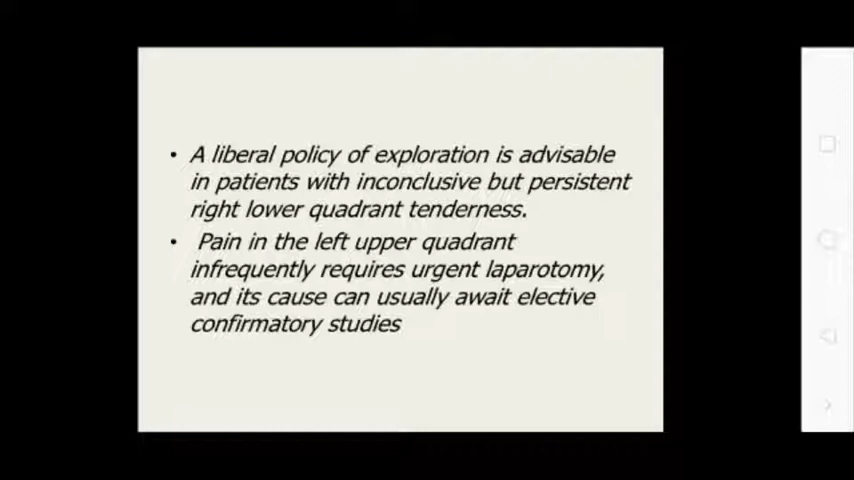 • A liberal policy of exploration is advisable
in patients with inconclusive but persistent
right lower quadrant tenderness.
• Pain in the left upper quadrant
infrequently requires urgent laparotomy,
and its cause can usually await elective
confirmatory studies